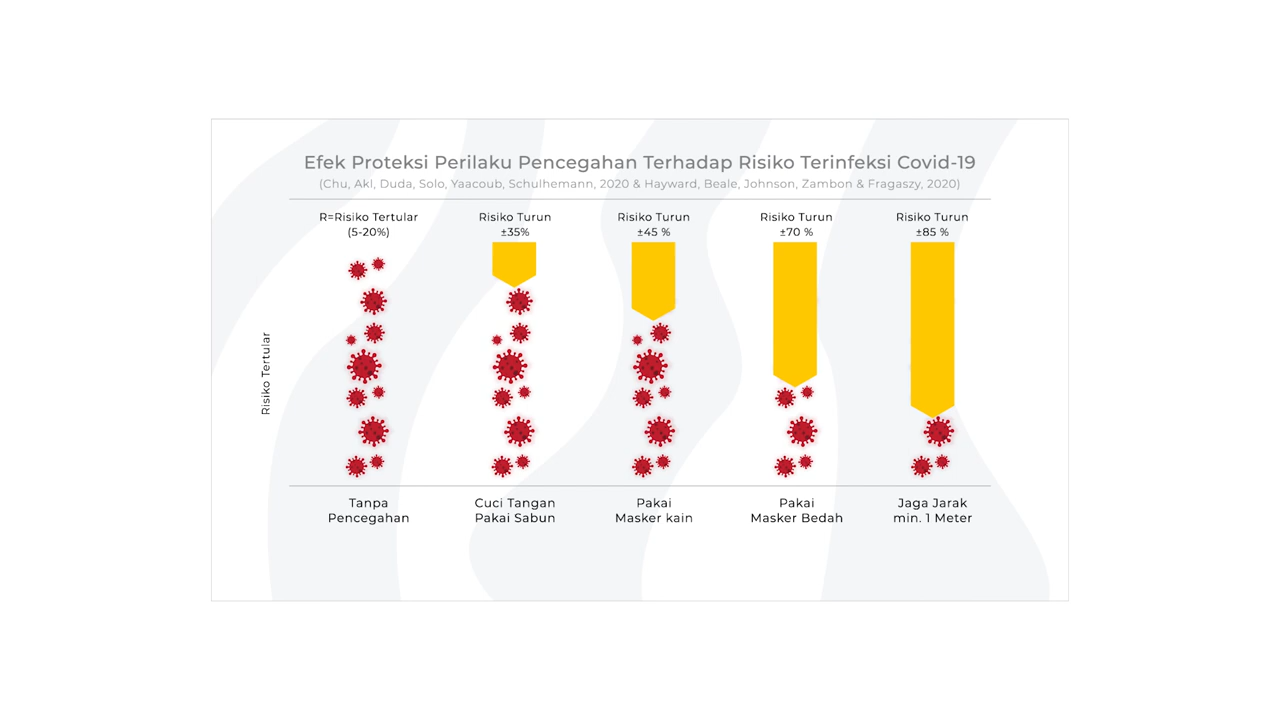 Efek Proteksi Perilaku Pencegahan Terhadap Risiko Terinfeksi Covid-19
(Chu, Akl, Duda, Solo, Yaacoub, Schulhemann, 2020 & Hayward, Beale, Johnson, Zambon & Fragaszy, 2020)
R=Risiko Tertular
(5-20%)
Risiko Turun
±35%
Risiko Turun
±45 %
Risiko Turun
±70 %
Risiko Turun
±85 %
Risiko Tertular
Tanpa
Pencegahan
Cuci Tangan
Pakai Sabun
Pakai
Masker kain
Pakai
Masker Bedah
Jaga Jarak
min. 1 Meter